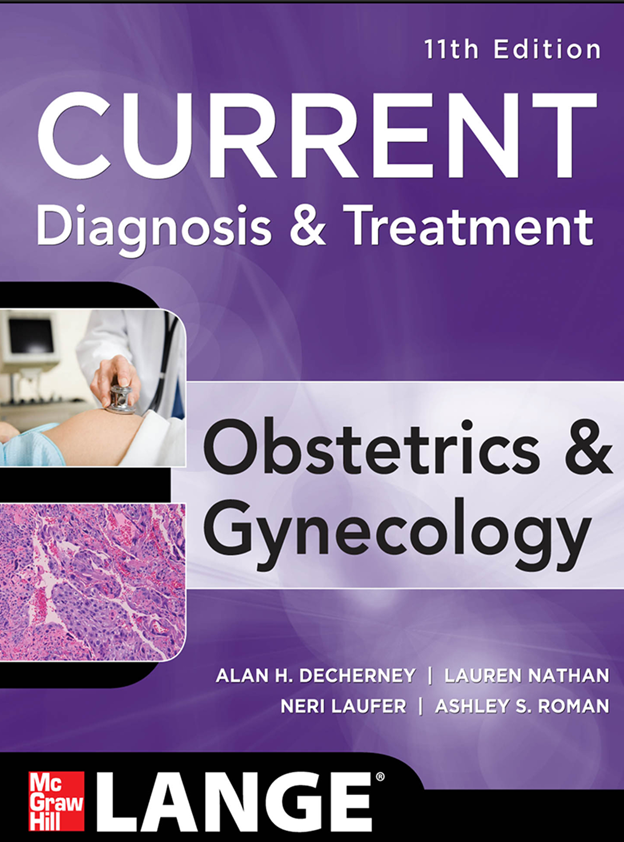 11th Edition
CURRENT
Diagnosis & Treatment
Obstetrics &
Gynecology
ALAN H. DECHERNEY | LAUREN NATHAN
NERI LAUFER | ASHLEY S. ROMAN
Mc
Graw
Hill
LANGE®